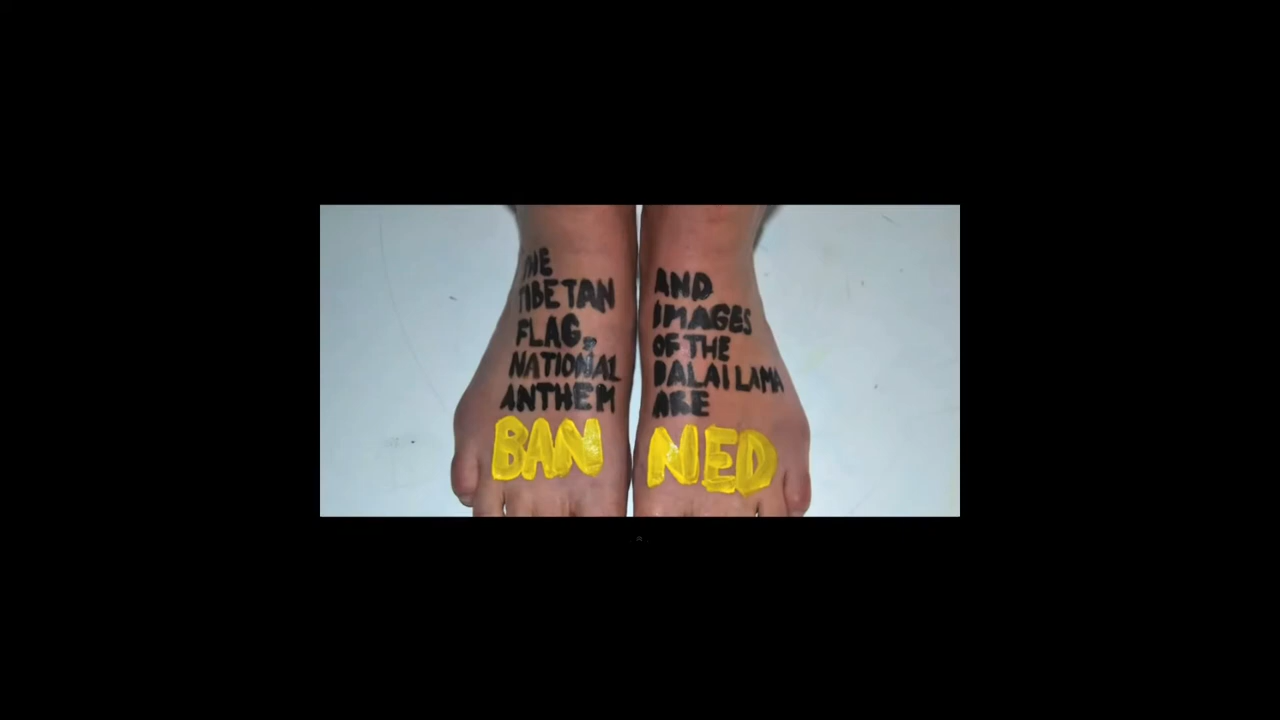 THE
TIBETAN
FLAG,
NATIONAL
ANTHEM
BAN
AND
IMAGES
OF THE
DALAI LAMA
ARE
NED